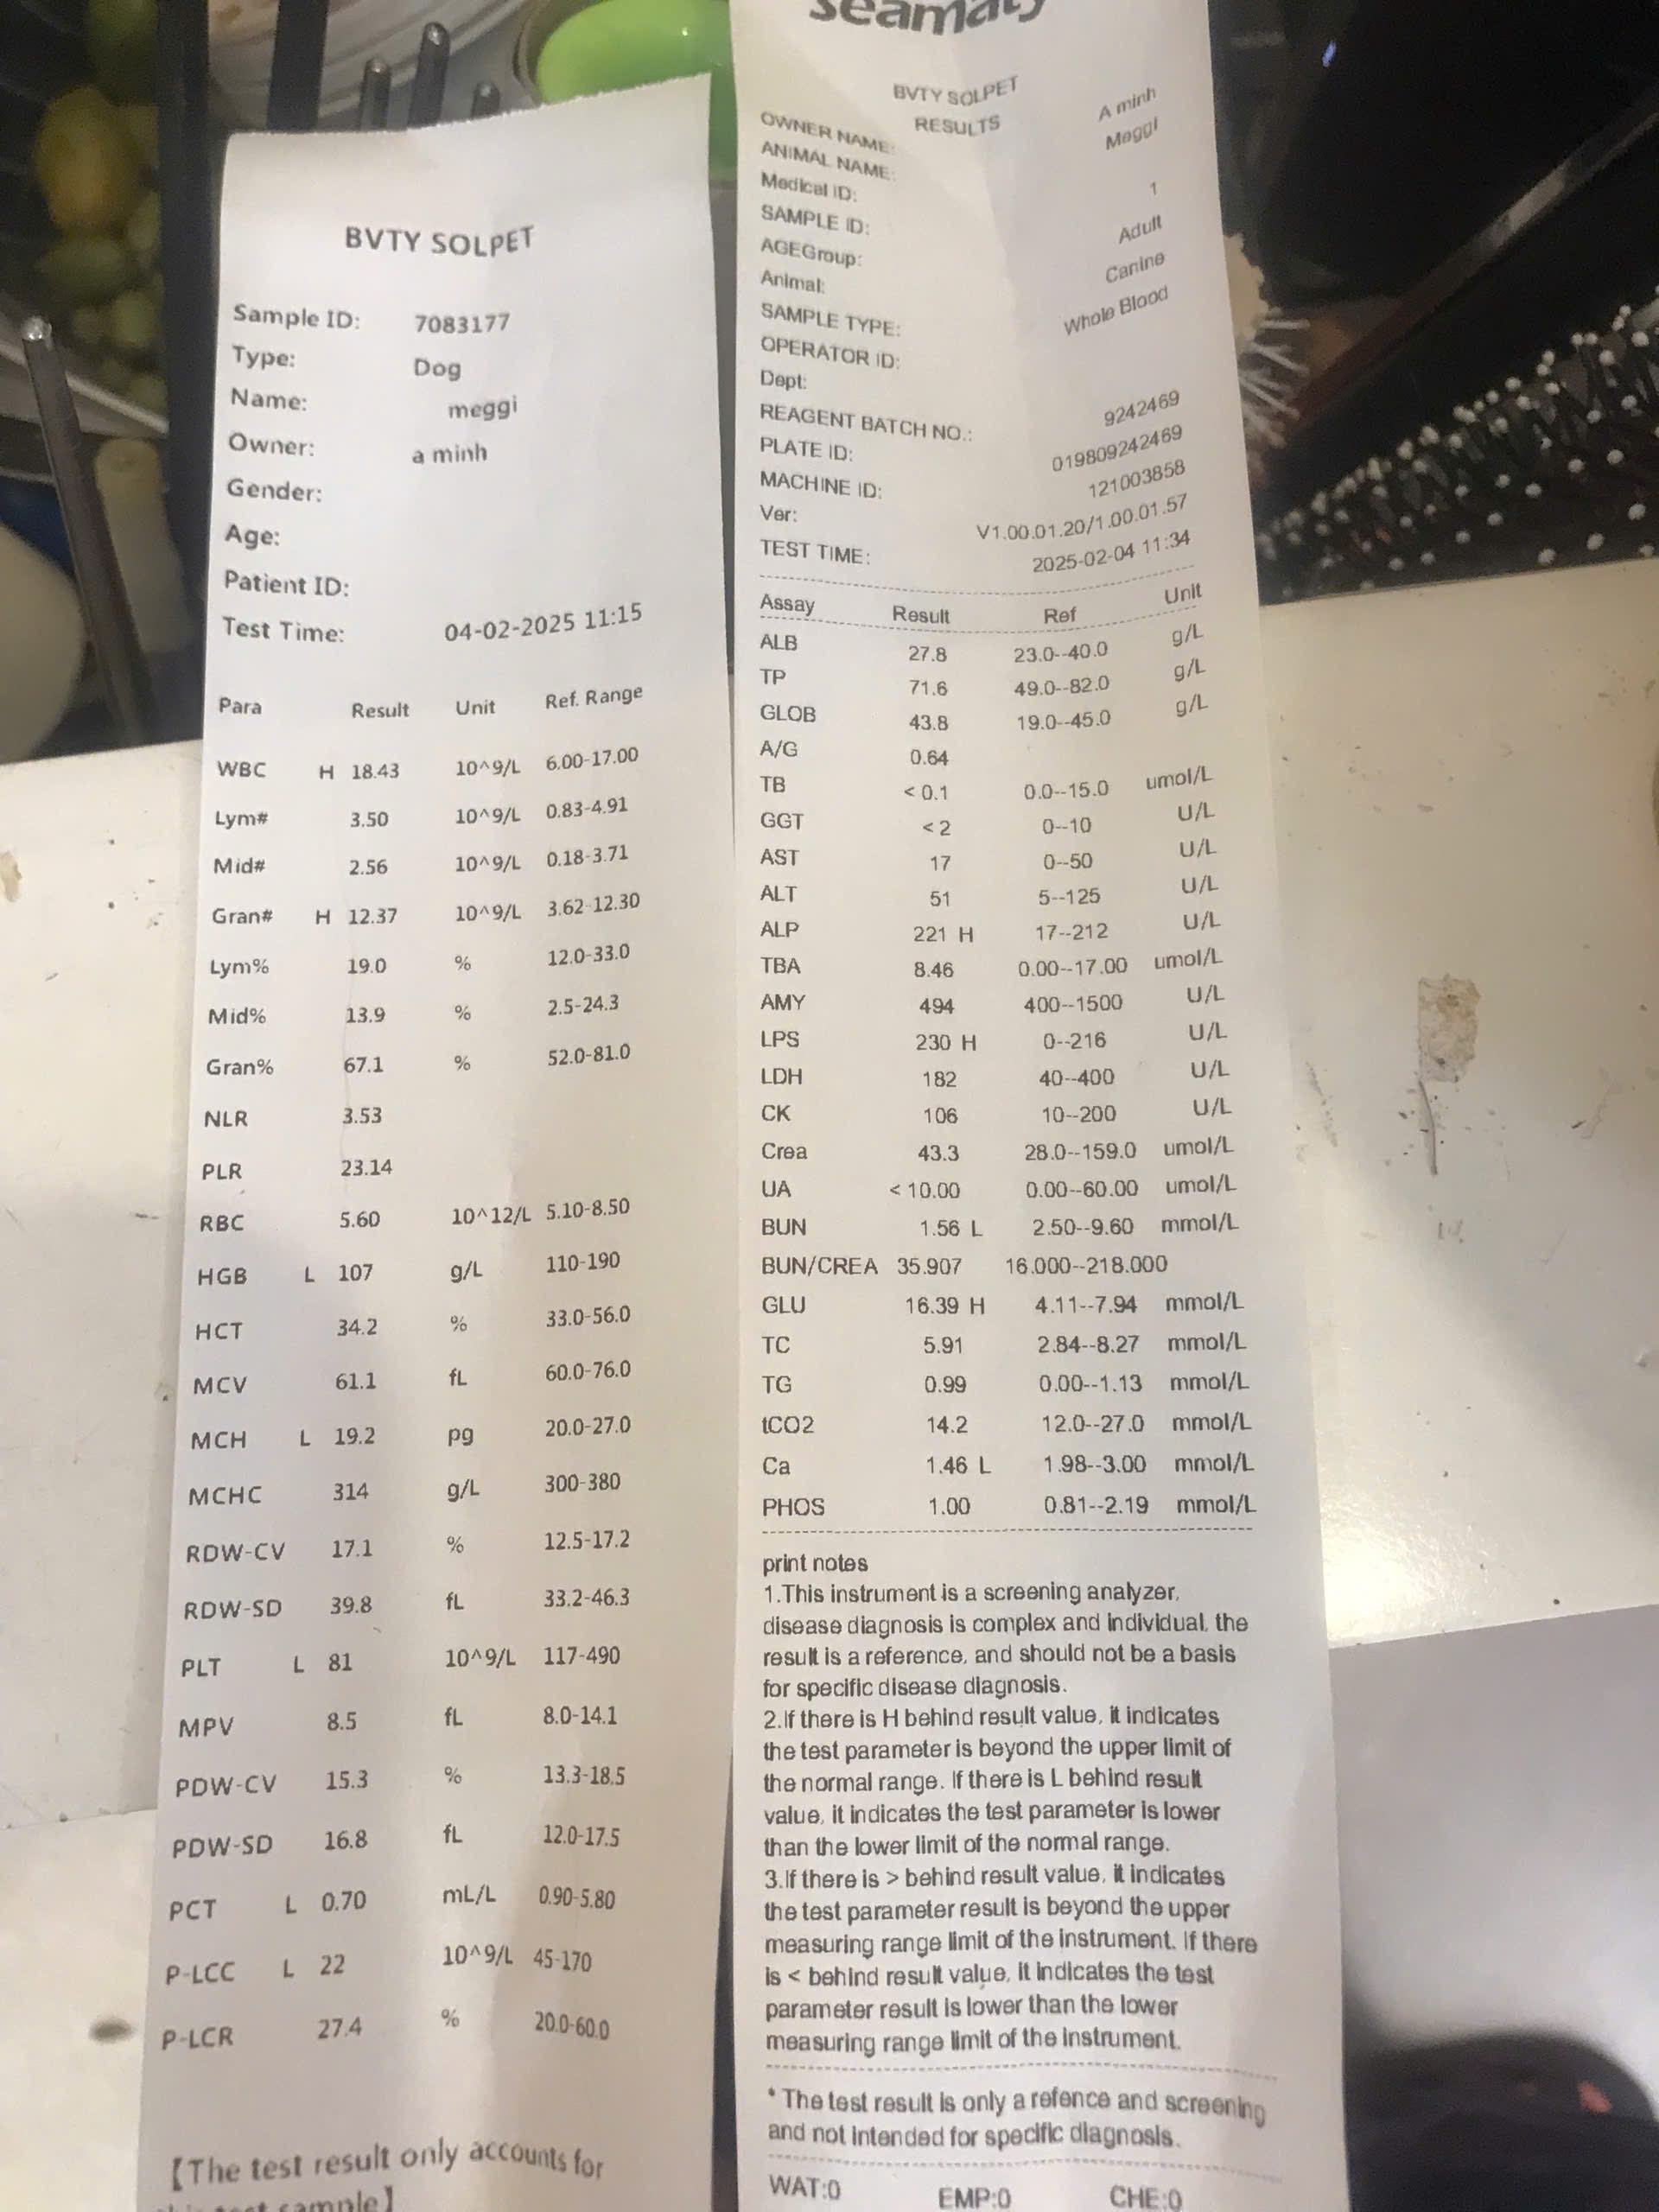 BVTY SOLPET
Sample ID: 7083177
Type: Dog
Name: meggi
Owner: a minh
Gender:
Age:
Patient ID:
Test Time: 04-02-2025 11:15
Para Result Unit Ref. Range
WBC H 18.43 10^9/L 6.00-17.00
Lym# 3.50 10^9/L 0.83-4.91
Mid# 2.56 10^9/L 0.18-3.71
Gran# H 12.37 10^9/L 3.62-12.30
Lym% 19.0 % 12.0-33.0
Mid% 13.9 % 2.5-24.3
Gran% 67.1 % 52.0-81.0
NLR 3.53
PLR 23.14
RBC 5.60 10^12/L 5.10-8.50
HGB L 107 g/L 110-190
HCT 34.2 % 33.0-56.0
MCV 61.1 fL 60.0-76.0
MCH L 19.2 pg 20.0-27.0
MCHC 314 g/L 300-380
RDW-CV 17.1 % 12.5-17.2
RDW-SD 39.8 fL 33.2-46.3
PLT L 81 10^9/L 117-490
MPV 8.5 fL 8.0-14.1
PDW-CV 15.3 % 13.3-18.5
PDW-SD 16.8 fL 12.0-17.5
PCT L 0.70 mL/L 0.90-5.80
P-LCC L 22 10^9/L 45-170
P-LCR 27.4 % 20.0-60.0
【The test result only accounts for
test sample】
seamaty
BVTY SOLPET
RESULTS
OWNER NAME: A minh
ANIMAL NAME: Meggi
Medical ID:
SAMPLE ID: 1
AGEGroup: Adult
Animal: Canine
SAMPLE TYPE: Whole Blood
OPERATOR ID:
Dept:
REAGENT BATCH NO.: 9242469
PLATE ID: 019809242469
MACHINE ID: 121003858
Ver: V1.00.01.20/1.00.01.57
TEST TIME: 2025-02-04 11:34
Assay Result Ref Unit
ALB 27.8 23.0--40.0 g/L
TP 71.6 49.0--82.0 g/L
GLOB 43.8 19.0--45.0 g/L
A/G 0.64
TB < 0.1 0.0--15.0 umol/L
GGT < 2 0--10 U/L
AST 17 0--50 U/L
ALT 51 5--125 U/L
ALP 221 H 17--212 U/L
TBA 8.46 0.00--17.00 umol/L
AMY 494 400--1500 U/L
LPS 230 H 0--216 U/L
LDH 182 40--400 U/L
CK 106 10--200 U/L
Crea 43.3 28.0--159.0 umol/L
UA < 10.00 0.00--60.00 umol/L
BUN 1.56 L 2.50--9.60 mmol/L
BUN/CREA 35.907 16.000--218.000
GLU 16.39 H 4.11--7.94 mmol/L
TC 5.91 2.84--8.27 mmol/L
TG 0.99 0.00--1.13 mmol/L
tCO2 14.2 12.0--27.0 mmol/L
Ca 1.46 L 1.98--3.00 mmol/L
PHOS 1.00 0.81--2.19 mmol/L
print notes
1.This instrument is a screening analyzer,
disease diagnosis is complex and individual, the
result is a reference, and should not be a basis
for specific disease diagnosis.
2.If there is H behind result value, it indicates
the test parameter is beyond the upper limit of
the normal range. If there is L behind result
value, it indicates the test parameter is lower
than the lower limit of the normal range.
3.If there is > behind result value, it indicates
the test parameter result is beyond the upper
measuring range limit of the instrument. If there
is < behind result value, it indicates the test
parameter result is lower than the lower
measuring range limit of the instrument.
* The test result is only a refence and screening
and not intended for specific diagnosis.
WAT:0 EMP:0 CHE:0